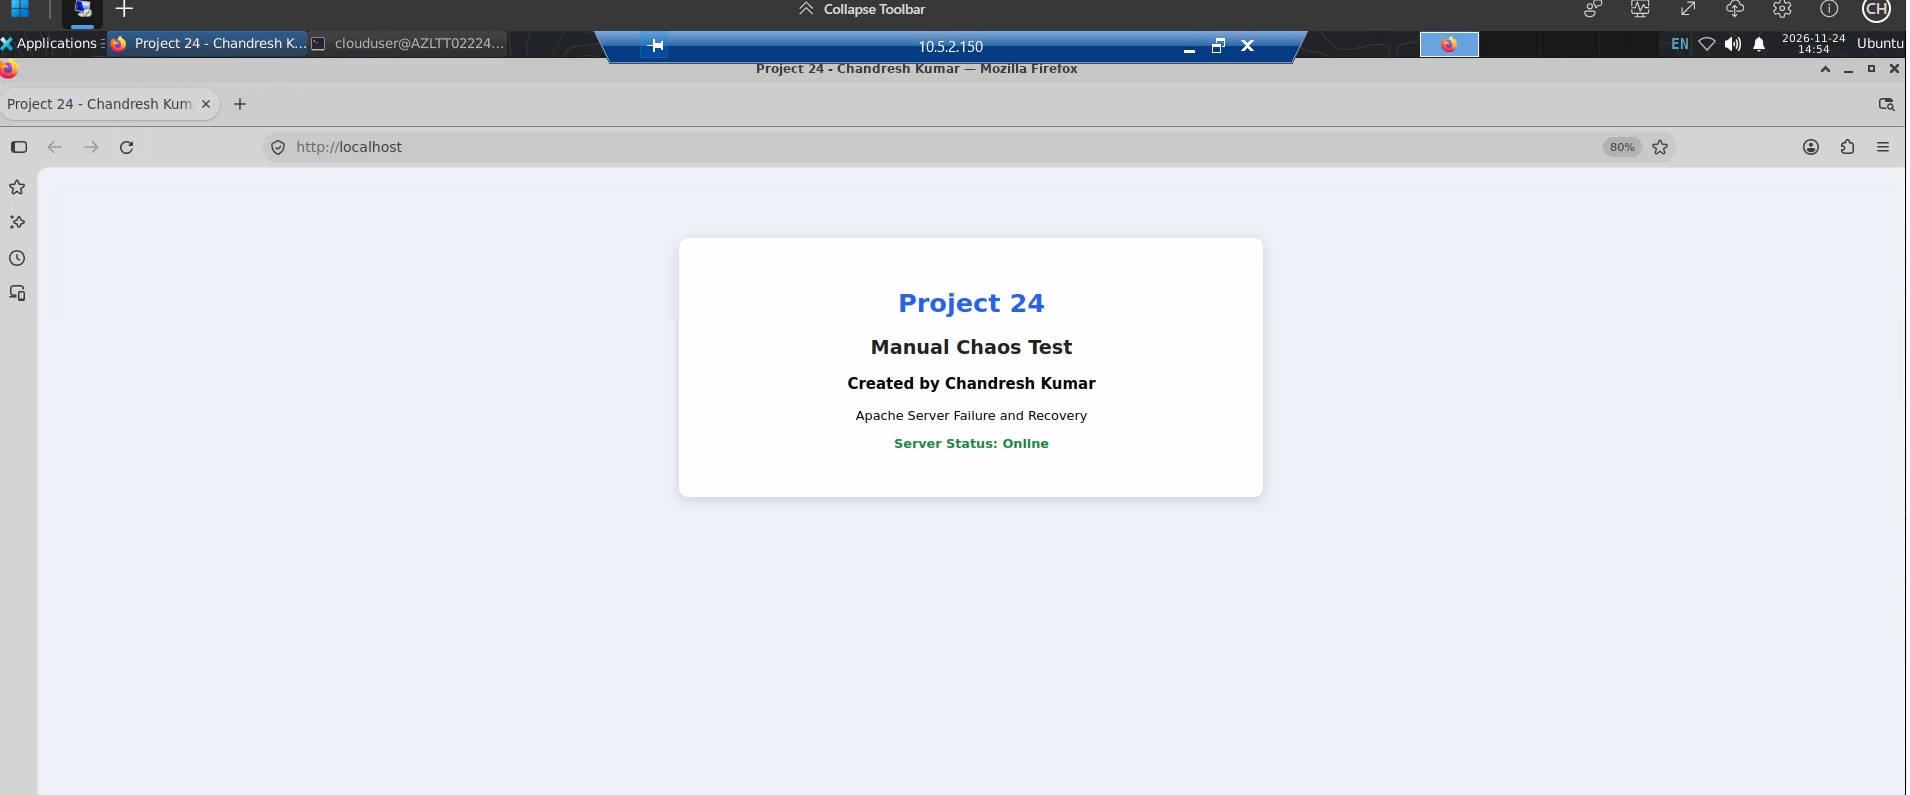 Collapse Toolbar
CH
Applications
Project 24 - Chandresh K...
clouduser@AZLTT02224...
10.5.2.150
EN
2026-11-24
14:54
Ubuntu
Project 24 - Chandresh Kumar — Mozilla Firefox
Project 24 - Chandresh Kum
http://localhost
80%
Project 24
Manual Chaos Test
Created by Chandresh Kumar
Apache Server Failure and Recovery
Server Status: Online